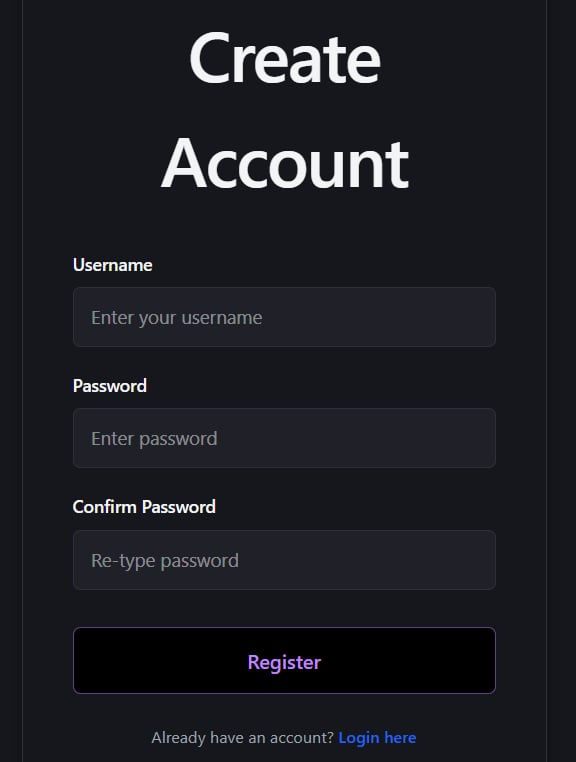 Create
Account
Username
Enter your username
Password
Enter password
Confirm Password
Re-type password
Register
Already have an account? Login here